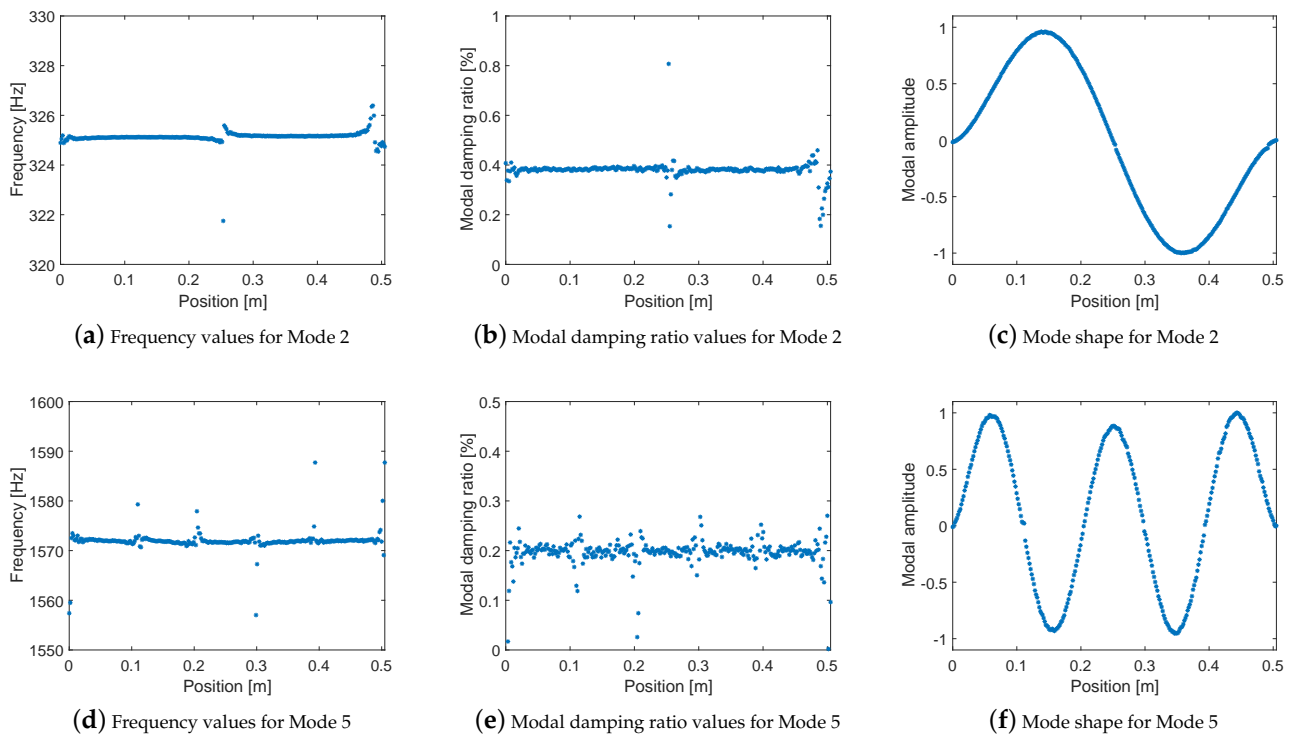 330
328
326
324
322
320
Frequency [Hz]
0 0.1 0.2 0.3 0.4 0.5
Position [m]
(a) Frequency values for Mode 2
1
0.8
0.6
0.4
0.2
0
Modal damping ratio [%]
0 0.1 0.2 0.3 0.4 0.5
Position [m]
(b) Modal damping ratio values for Mode 2
1
0.5
0
-0.5
-1
Modal amplitude
0 0.1 0.2 0.3 0.4 0.5
Position [m]
(c) Mode shape for Mode 2
1600
1590
1580
1570
1560
1550
Frequency [Hz]
0 0.1 0.2 0.3 0.4 0.5
Position [m]
(d) Frequency values for Mode 5
0.5
0.4
0.3
0.2
0.1
0
Modal damping ratio [%]
0 0.1 0.2 0.3 0.4 0.5
Position [m]
(e) Modal damping ratio values for Mode 5
1
0.5
0
-0.5
-1
Modal amplitude
0 0.1 0.2 0.3 0.4 0.5
Position [m]
(f) Mode shape for Mode 5